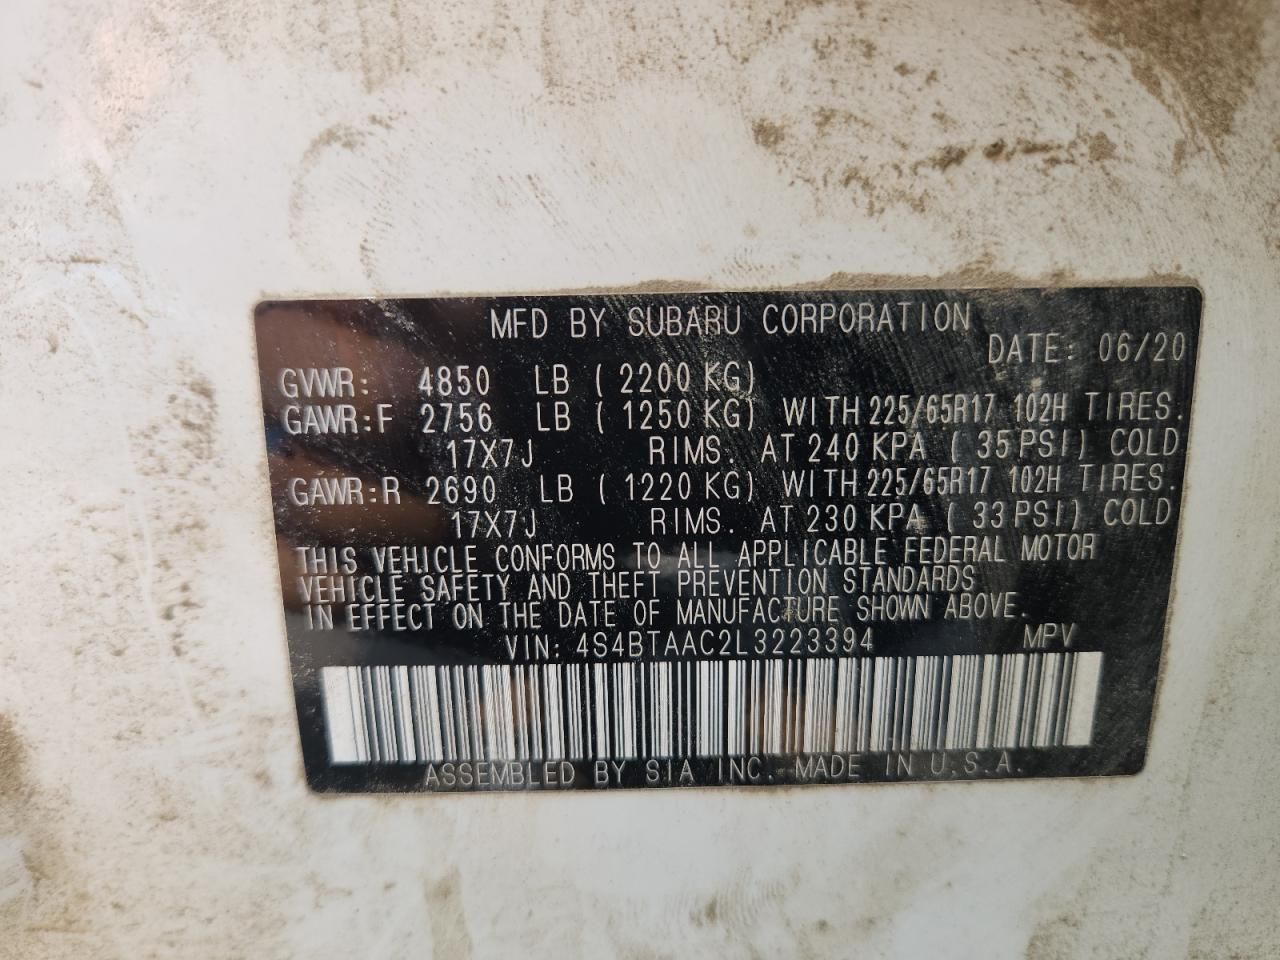 MFD BY SUBARU CORPORATION
DATE: 06/20
GVWR: 4850 LB (2200 KG)
GAWR:F 2756 LB (1250 KG) WITH 225/65R17 102H TIRES.
17X7J RIMS. AT 240 KPA (35 PSI) COLD
GAWR:R 2690 LB (1220 KG) WITH 225/65R17 102H TIRES.
17X7J RIMS. AT 230 KPA (33 PSI) COLD
THIS VEHICLE CONFORMS TO ALL APPLICABLE FEDERAL MOTOR
VEHICLE SAFETY AND THEFT PREVENTION STANDARDS
IN EFFECT ON THE DATE OF MANUFACTURE SHOWN ABOVE.
VIN: 4S4BTAAC2L3223394 MPV
ASSEMBLED BY SIA INC. MADE IN U.S.A.